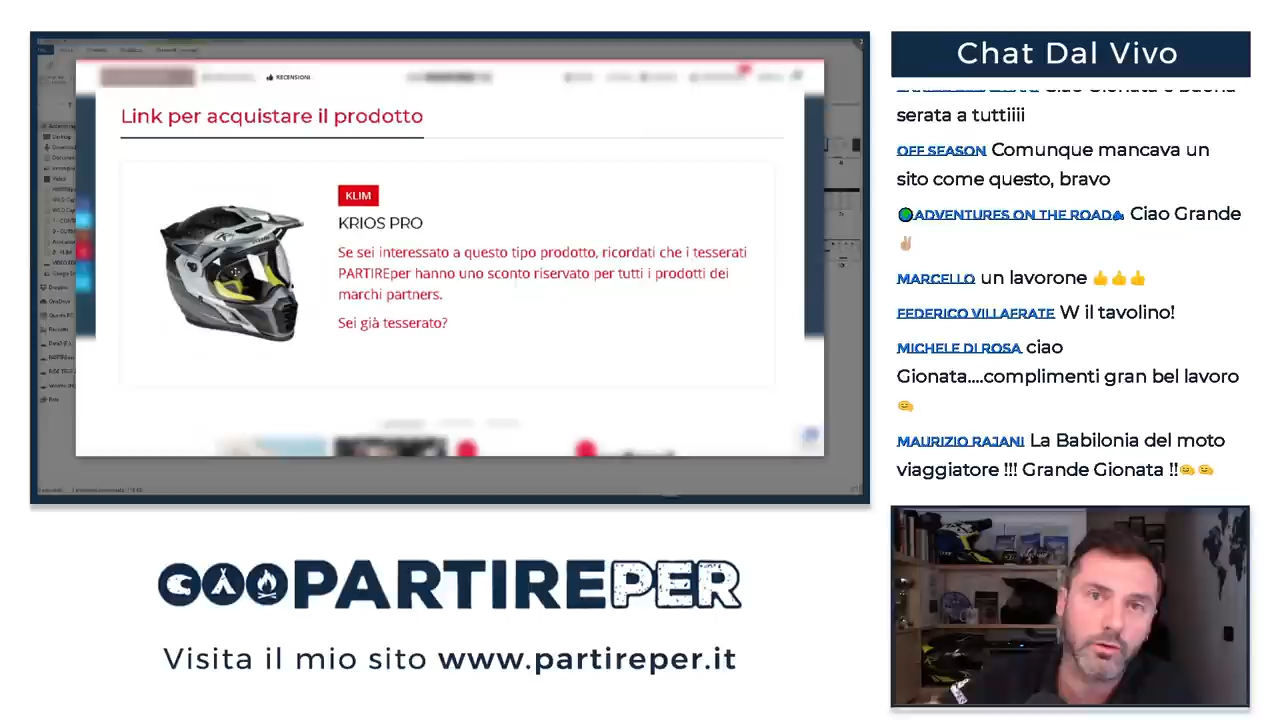 RECENSIONI
Link per acquistare il prodotto
KLIM
KRIOS PRO
Se sei interessato a questo tipo prodotto, ricordati che i tesserati
PARTIREper hanno uno sconto riservato per tutti i prodotti dei
marchi partners.
Sei già tesserato?
PARTIREPER
Visita il mio sito www.partireper.it
Chat Dal Vivo
serata a tuttiiii
OFF SEASON Comunque mancava un
sito come questo, bravo
🌍ADVENTURES ON THE ROAD Ciao Grande
✌🏼
MARCELLO un lavorone 👍👍👍
FEDERICO VILLAFRATE W il tavolino!
MICHELE DI ROSA ciao
Gionata....complimenti gran bel lavoro
MAURIZIO RAJANI La Babilonia del moto
viaggiatore !!! Grande Gionata !!